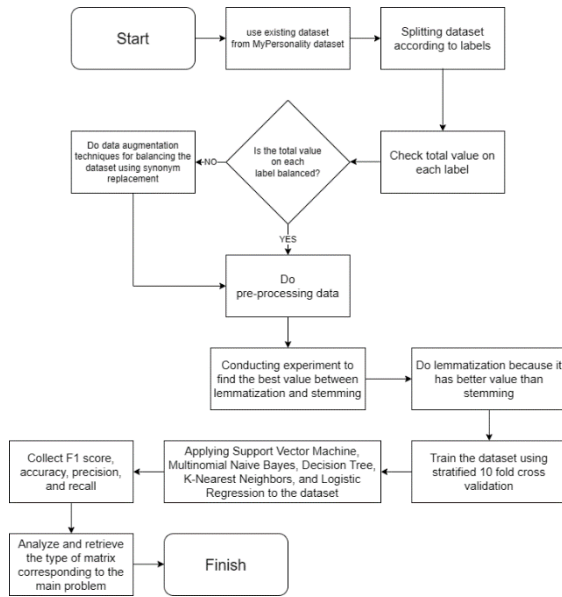 Start
use existing dataset
from MyPersonality dataset
Splitting dataset
according to labels
Check total value on
each label
Is the total value
on each
label balanced?
NO
Do data augmentation
techniques for balancing the
dataset using synonym
replacement
YES
Do
pre-processing data
Conducting experiment to
find the best value between
lemmatization and stemming
Do lemmatization because it
has better value than
stemming
Train the dataset using
stratified 10 fold cross
validation
Applying Support Vector Machine,
Multinomial Naive Bayes, Decision Tree,
K-Nearest Neighbors, and Logistic
Regression to the dataset
Collect F1 score,
accuracy, precision,
and recall
Analyze and retrieve
the type of matrix
corresponding to the
main problem
Finish